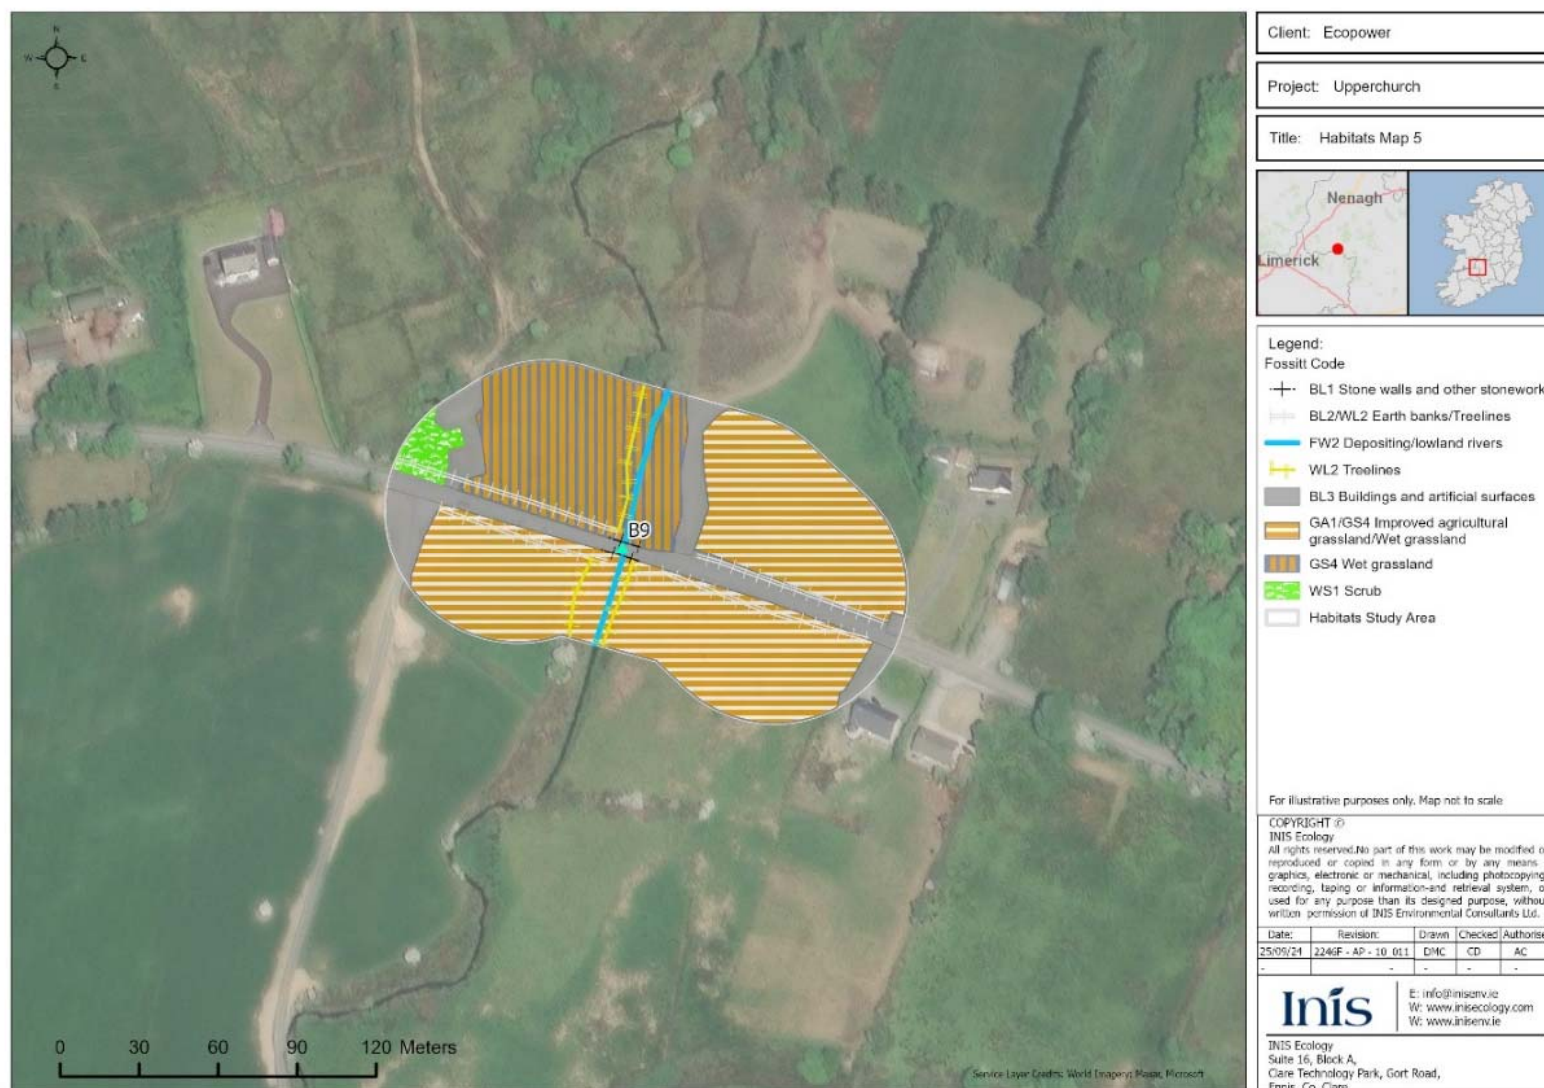 N
W E
S
Client: Ecopower
Project: Upperchurch
Title: Habitats Map 5
Nenagh
Limerick
Legend:
Fossitt Code
BL1 Stone walls and other stonework
BL2/WL2 Earth banks/Treelines
FW2 Depositing/lowland rivers
WL2 Treelines
BL3 Buildings and artificial surfaces
GA1/GS4 Improved agricultural
grassland/Wet grassland
GS4 Wet grassland
WS1 Scrub
Habitats Study Area
B9
For illustrative purposes only. Map not to scale
COPYRIGHT ©
INIS Ecology
All rights reserved.No part of this work may be modified o
reproduced or copied in any form or by any means
graphics, electronic or mechanical, including photocopying
recording, taping or information-and retrieval system, o
used for any purpose than its designed purpose, withou
written permission of INIS Environmental Consultants Ltd.
Date: Revision: Drawn Checked Authorise
25/09/24 2246F - AP - 10 011 DMC CD AC
- - - - -
Inis
E: info@inisenv.ie
W: www.inisecology.com
W: www.inisenv.ie
INIS Ecology
Suite 16, Block A,
Clare Technology Park, Gort Road,
Ennis, Co. Clare
0 30 60 90 120 Meters
Service Layer Credits: World Imagery: Maxar, Microsoft